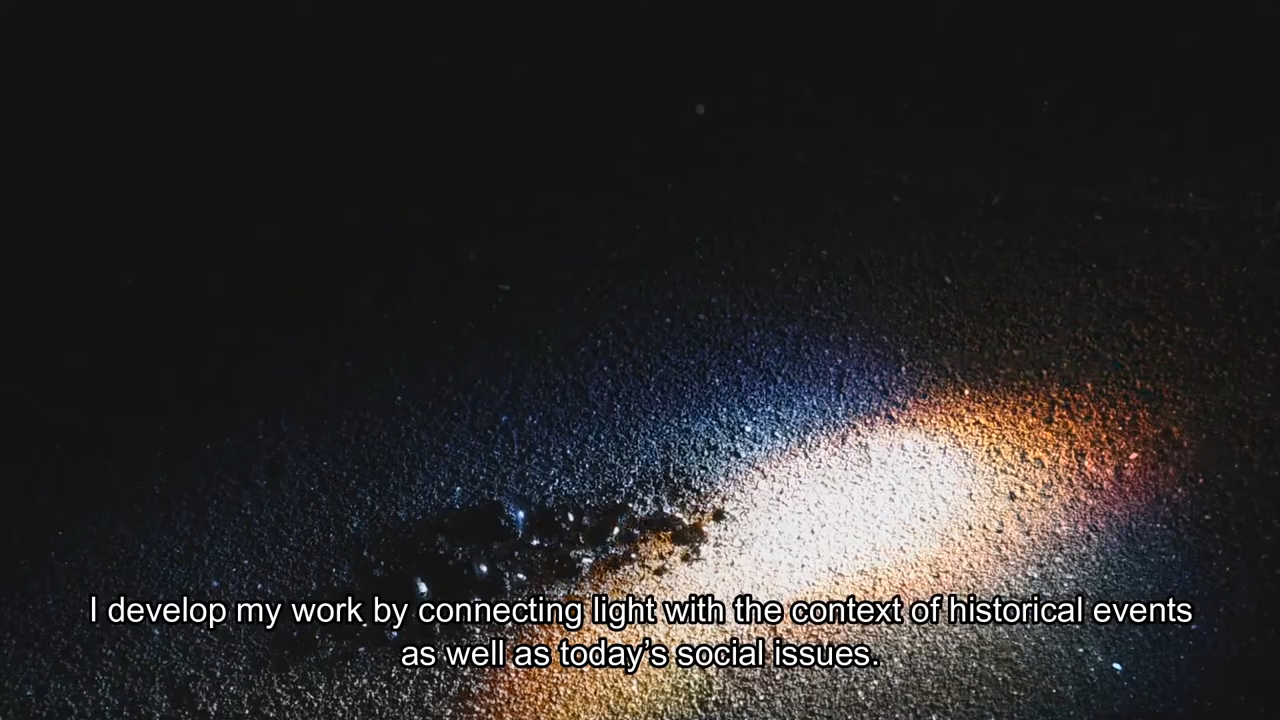 I develop my work by connecting light with the context of historical events
as well as today's social issues.